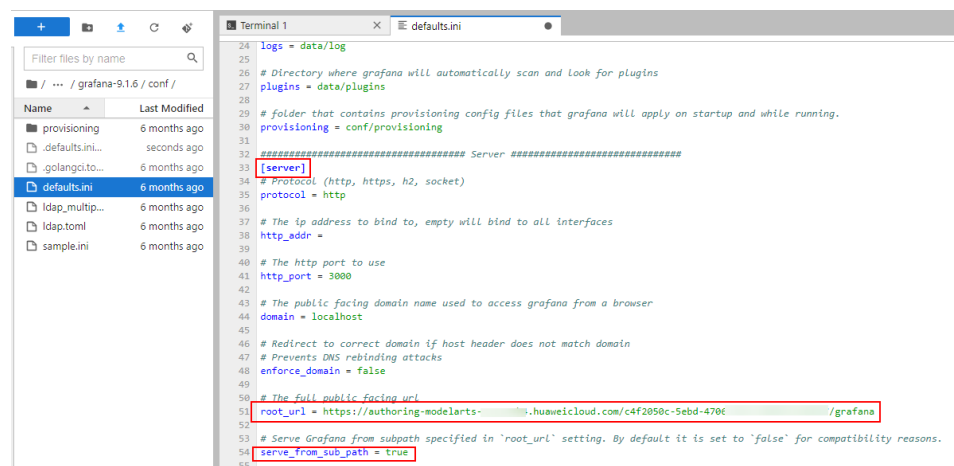 Filter files by name
/ ··· / grafana-9.1.6 / conf /
Name Last Modified
provisioning 6 months ago
.defaults.ini... seconds ago
.golangci.to... 6 months ago
defaults.ini 6 months ago
ldap_multip... 6 months ago
ldap.toml 6 months ago
sample.ini 6 months ago
Terminal 1
defaults.ini
24 logs = data/log
25
26 # Directory where grafana will automatically scan and look for plugins
27 plugins = data/plugins
28
29 # folder that contains provisioning config files that grafana will apply on startup and while running.
30 provisioning = conf/provisioning
31
32 #################################### Server ##############################
33 [server]
34 # Protocol (http, https, h2, socket)
35 protocol = http
36
37 # The ip address to bind to, empty will bind to all interfaces
38 http_addr =
39
40 # The http port to use
41 http_port = 3000
42
43 # The public facing domain name used to access grafana from a browser
44 domain = localhost
45
46 # Redirect to correct domain if host header does not match domain
47 # Prevents DNS rebinding attacks
48 enforce_domain = false
49
50 # The full public facing url
51 root_url = https://authoring-modelarts- .huaweicloud.com/c4f2050c-5ebd-4706 /grafana
52
53 # Serve Grafana from subpath specified in `root_url` setting. By default it is set to `false` for compatibility reasons.
54 serve_from_sub_path = true
55